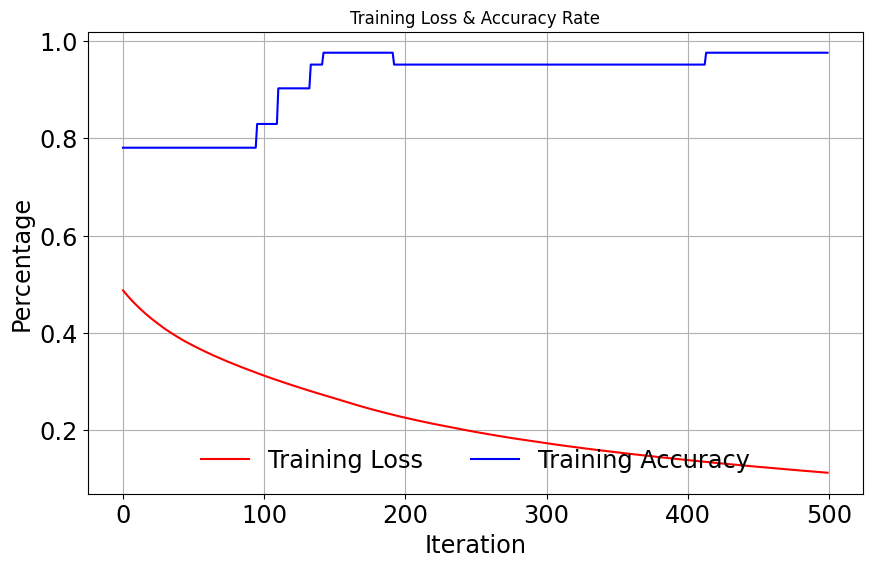 Training Loss & Accuracy Rate
1.0
0.8
0.6
0.4
0.2
Percentage
Training Loss
Training Accuracy
0 100 200 300 400 500
Iteration